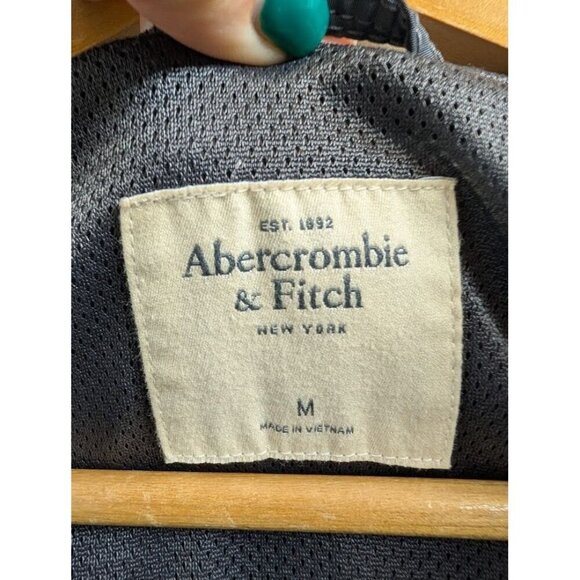 EST. 1892
Abercrombie
& Fitch
NEW YORK
M
MADE IN VIETNAM